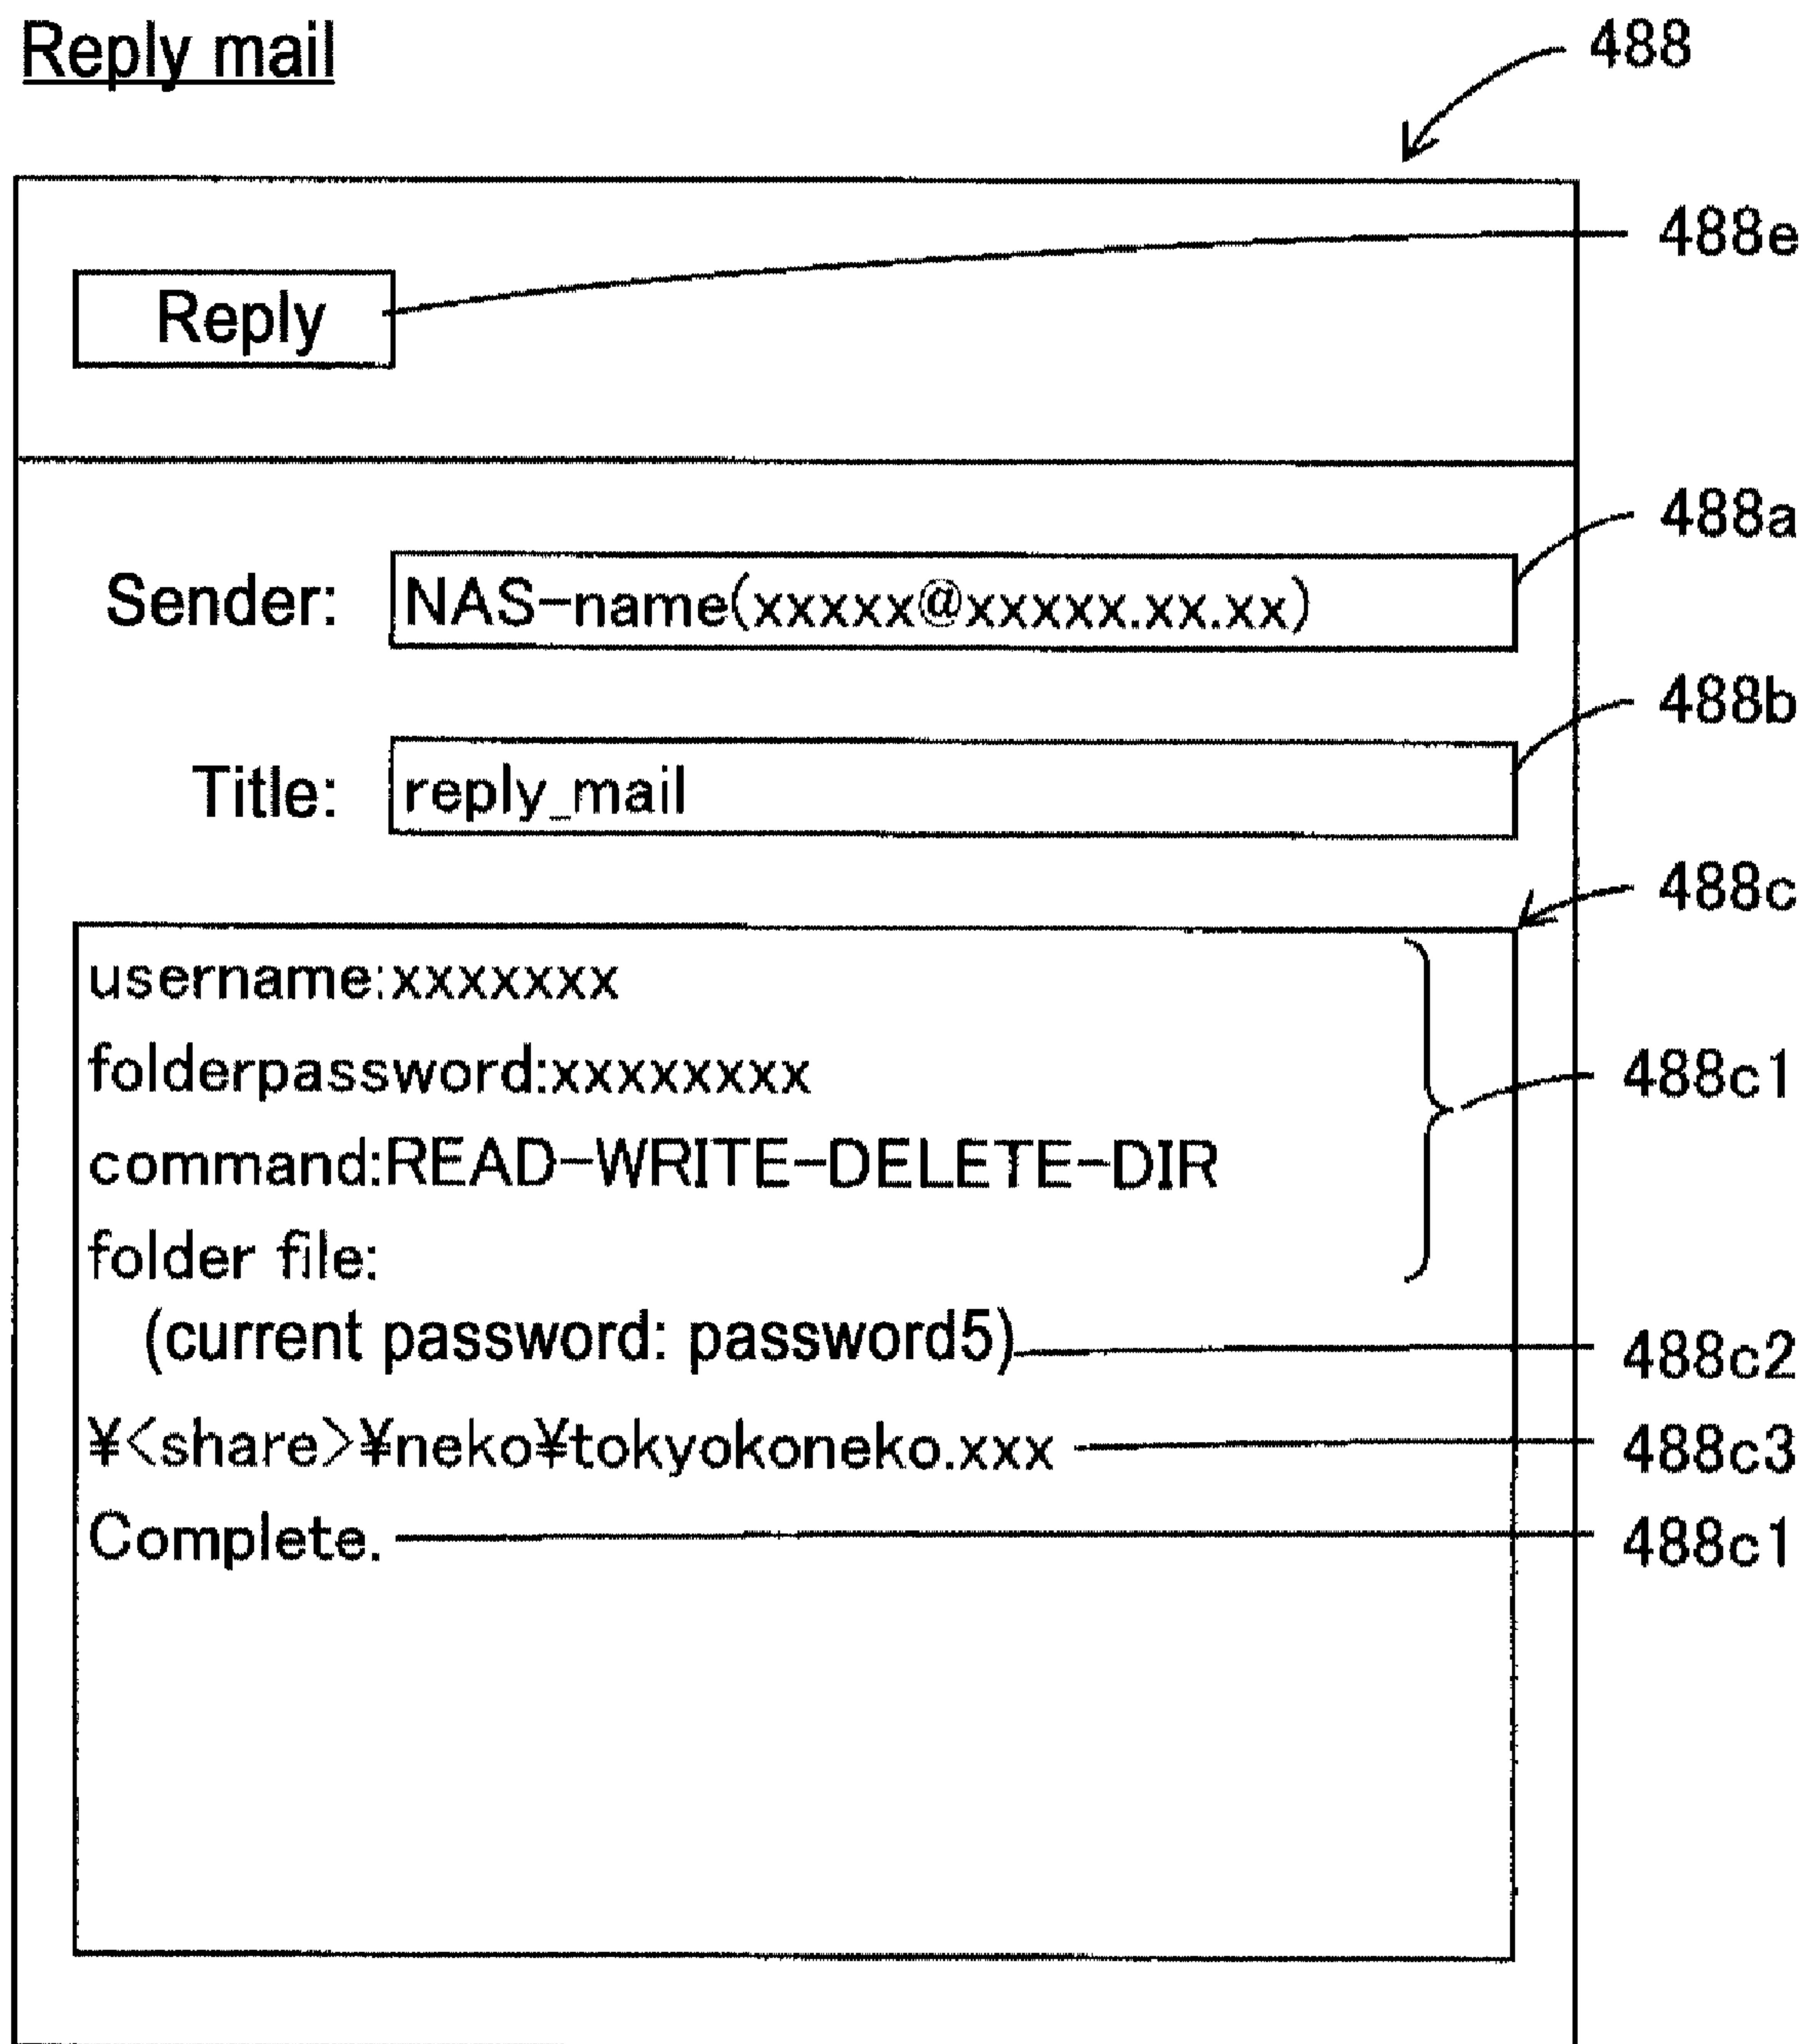 Reply mail
488
488e
Reply
488a
Sender: NAS-name(xxxxx@xxxxx.xx.xx)
488b
Title: reply_mail
488c
username:xxxxxxx
folderpassword:xxxxxxxx
488c1
command:READ-WRITE-DELETE-DIR
folder file:
(current password: password5)
488c2
¥<share>¥neko¥tokyokoneko.xxx
488c3
Complete.
488c1